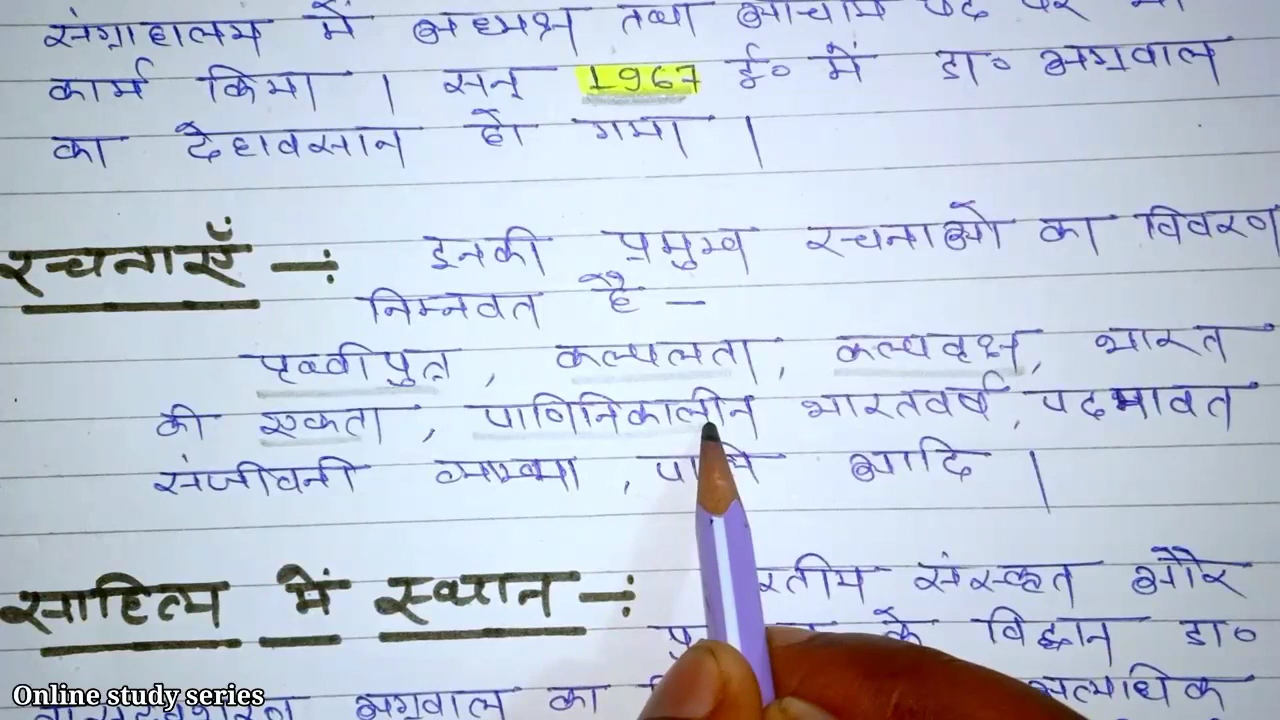 संग्राहालय में अध्यक्ष तथा आचार्य पद पर भी
कार्य किया । सन् 1967 ई० में डा० अग्रवाल
का देहावसान हो गया ।
रचनाएँ -: इनकी प्रमुख रचनाओ का विवरण
निम्नवत है -
पृथ्वीपुत्र , कल्पलता , कल्पवृक्ष , भारत
की एकता , पाणिनिकालीन भारतवर्ष , पदमावत
संजीवनी व्याख्या , आदि ।
साहित्य में स्थान -: संस्कृत और
के विद्वान डा०
अग्रवाल का अत्याधिक
Online study series